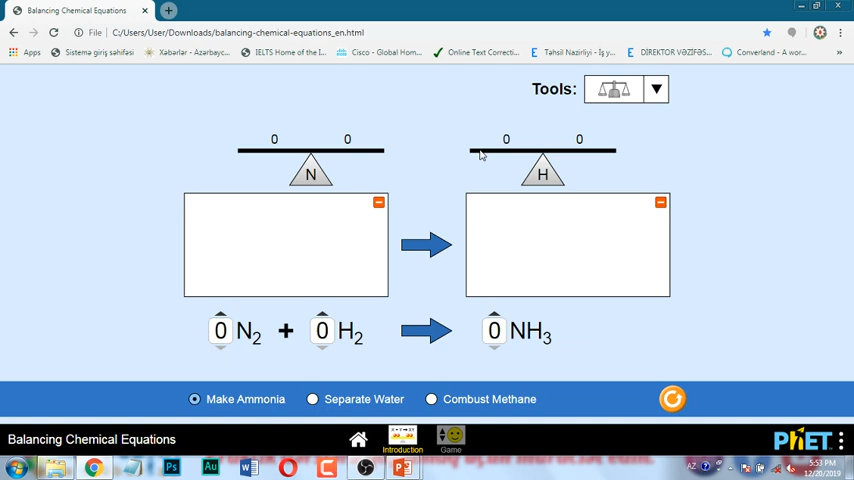 Balancing Chemical Equations
C:/Users/User/Downloads/balancing-chemical-equations_en.html
File
Apps
Sistemə giriş səhifəsi
Xəbərlər - Azərbayc...
IELTS Home of the I...
Cisco - Global Hom...
Online Text Correcti...
Təhsil Nazirliyi - İş y...
DİREKTOR VƏZİFƏS...
Converland - A wor...
Tools:
0 0 0 0
N H
0 N2 + 0 H2 0 NH3
Make Ammonia Separate Water Combust Methane
Balancing Chemical Equations
Introduction
Game
PhET
AZ
5:53 PM
12/20/2019